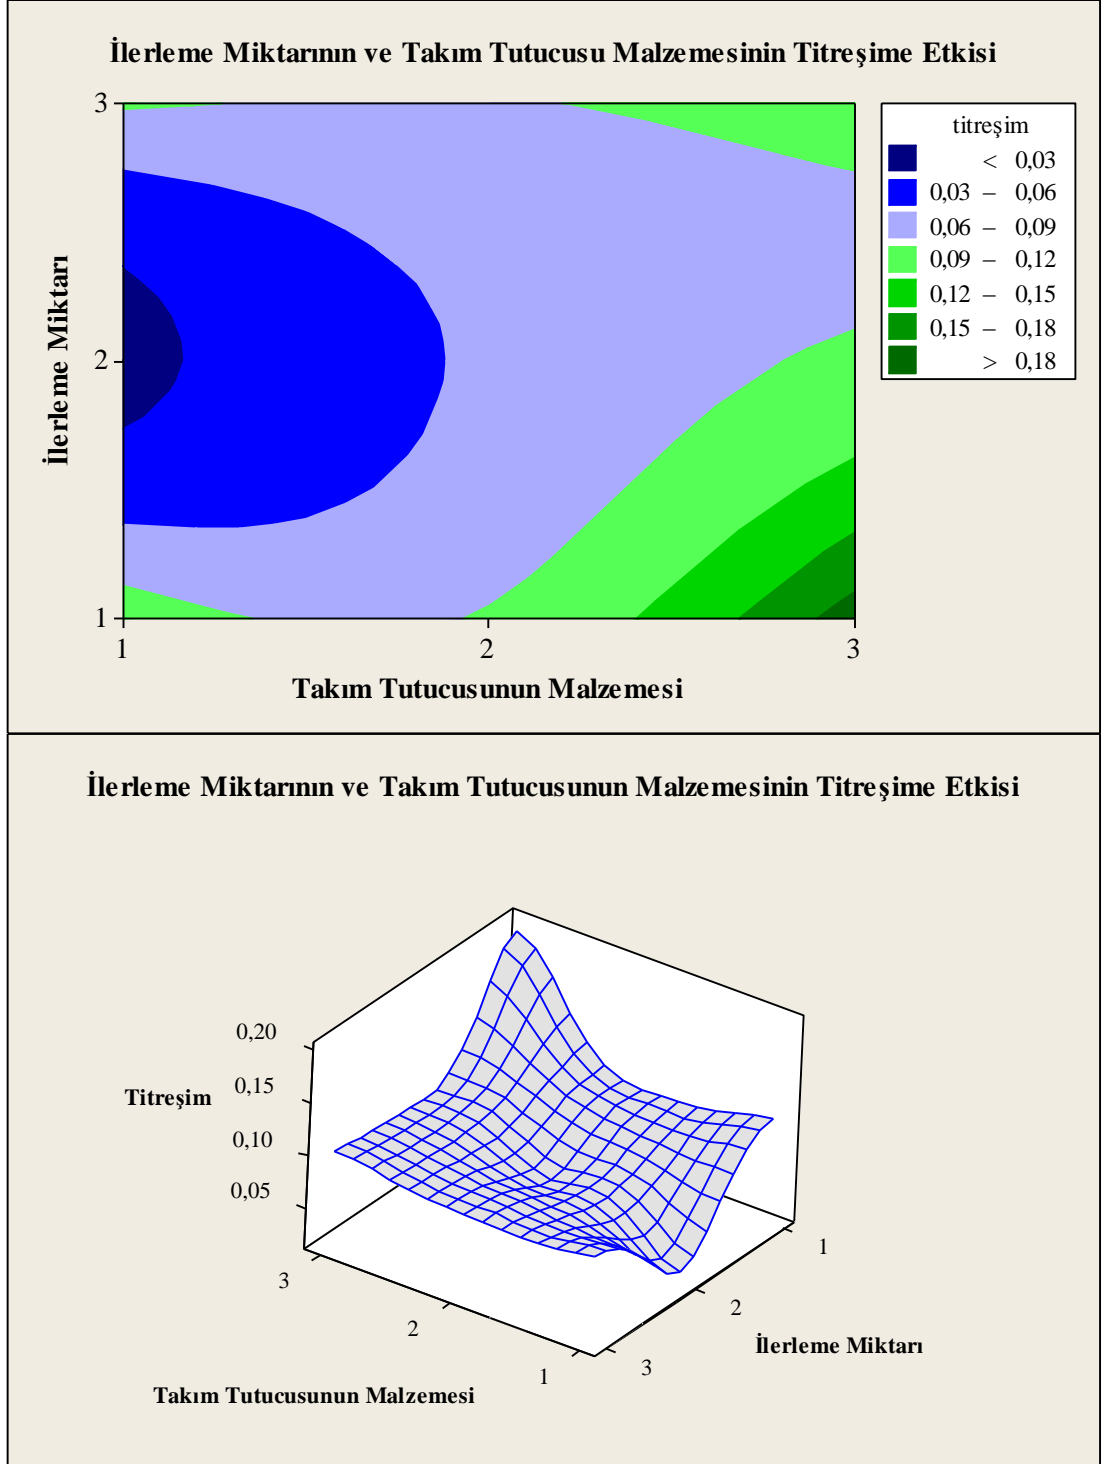 İlerleme Miktarının ve Takım Tutucusu Malzemesinin Titreşime Etkisi
3
2
1
İlerleme Miktarı
1 2 3
Takım Tutucusunun Malzemesi
titreşim
< 0,03
0,03 – 0,06
0,06 – 0,09
0,09 – 0,12
0,12 – 0,15
0,15 – 0,18
> 0,18
İlerleme Miktarının ve Takım Tutucusunun Malzemesinin Titreşime Etkisi
0,20
0,15
0,10
0,05
Titreşim
3
2
1
Takım Tutucusunun Malzemesi
1
2
3
İlerleme Miktarı